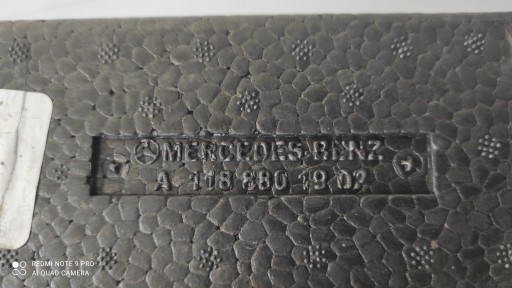 MERCEDES-BENZ
A 118 880 19 02
REDMI NOTE 9 PRO
AI QUAD CAMERA